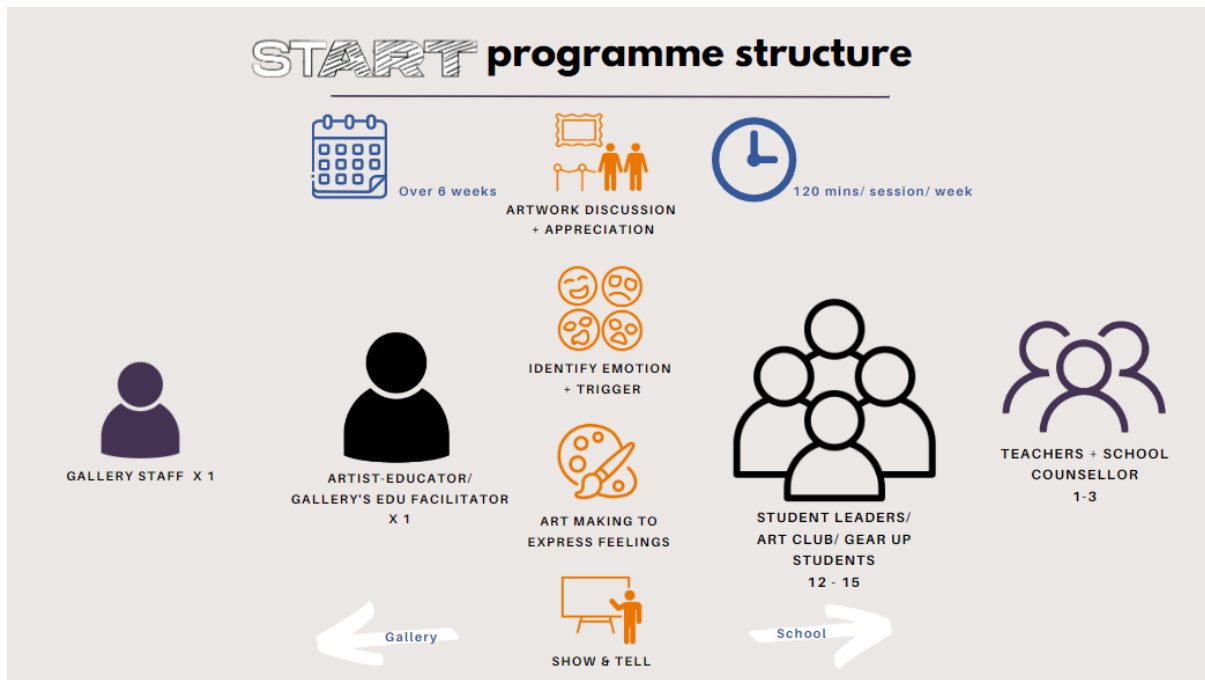 START programme structure
Over 6 weeks
ARTWORK DISCUSSION
+ APPRECIATION
120 mins/ session/ week
IDENTIFY EMOTION
+ TRIGGER
GALLERY STAFF X 1
ARTIST-EDUCATOR/
GALLERY'S EDU FACILITATOR
X 1
ART MAKING TO
EXPRESS FEELINGS
STUDENT LEADERS/
ART CLUB/ GEAR UP
STUDENTS
12 - 15
TEACHERS + SCHOOL
COUNSELLOR
1-3
Gallery
SHOW & TELL
School